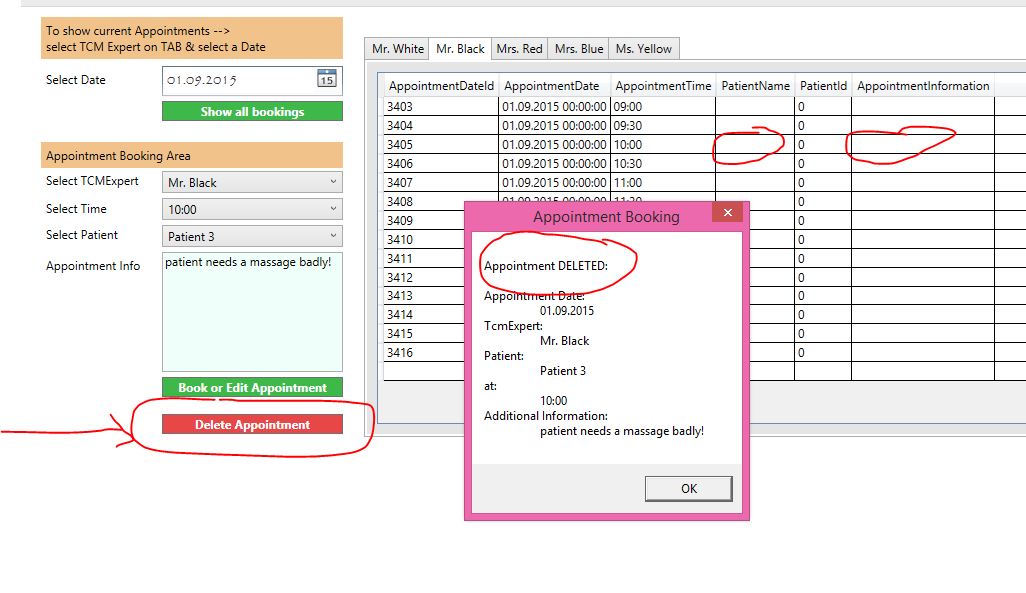 To show current Appointments -->
select TCM Expert on TAB & select a Date
Select Date
01.09.2015
15
Show all bookings
Appointment Booking Area
Select TCMExpert
Mr. Black
Select Time
10:00
Select Patient
Patient 3
Appointment Info
patient needs a massage badly!
Book or Edit Appointment
Delete Appointment
Mr. White Mr. Black Mrs. Red Mrs. Blue Ms. Yellow
AppointmentDateId AppointmentDate AppointmentTime PatientName PatientId AppointmentInformation
3403 01.09.2015 00:00:00 09:00 0
3404 01.09.2015 00:00:00 09:30 0
3405 01.09.2015 00:00:00 10:00 0
3406 01.09.2015 00:00:00 10:30 0
3407 01.09.2015 00:00:00 11:00 0
3408 01.09.2015 00:00:00 11:30 0
3409 0
3410 0
3411 0
3412 0
3413 0
3414 0
3415 0
3416 0
Appointment Booking
Appointment DELETED:
Appointment Date:
01.09.2015
TcmExpert:
Mr. Black
Patient:
Patient 3
at:
10:00
Additional Information:
patient needs a massage badly!
OK